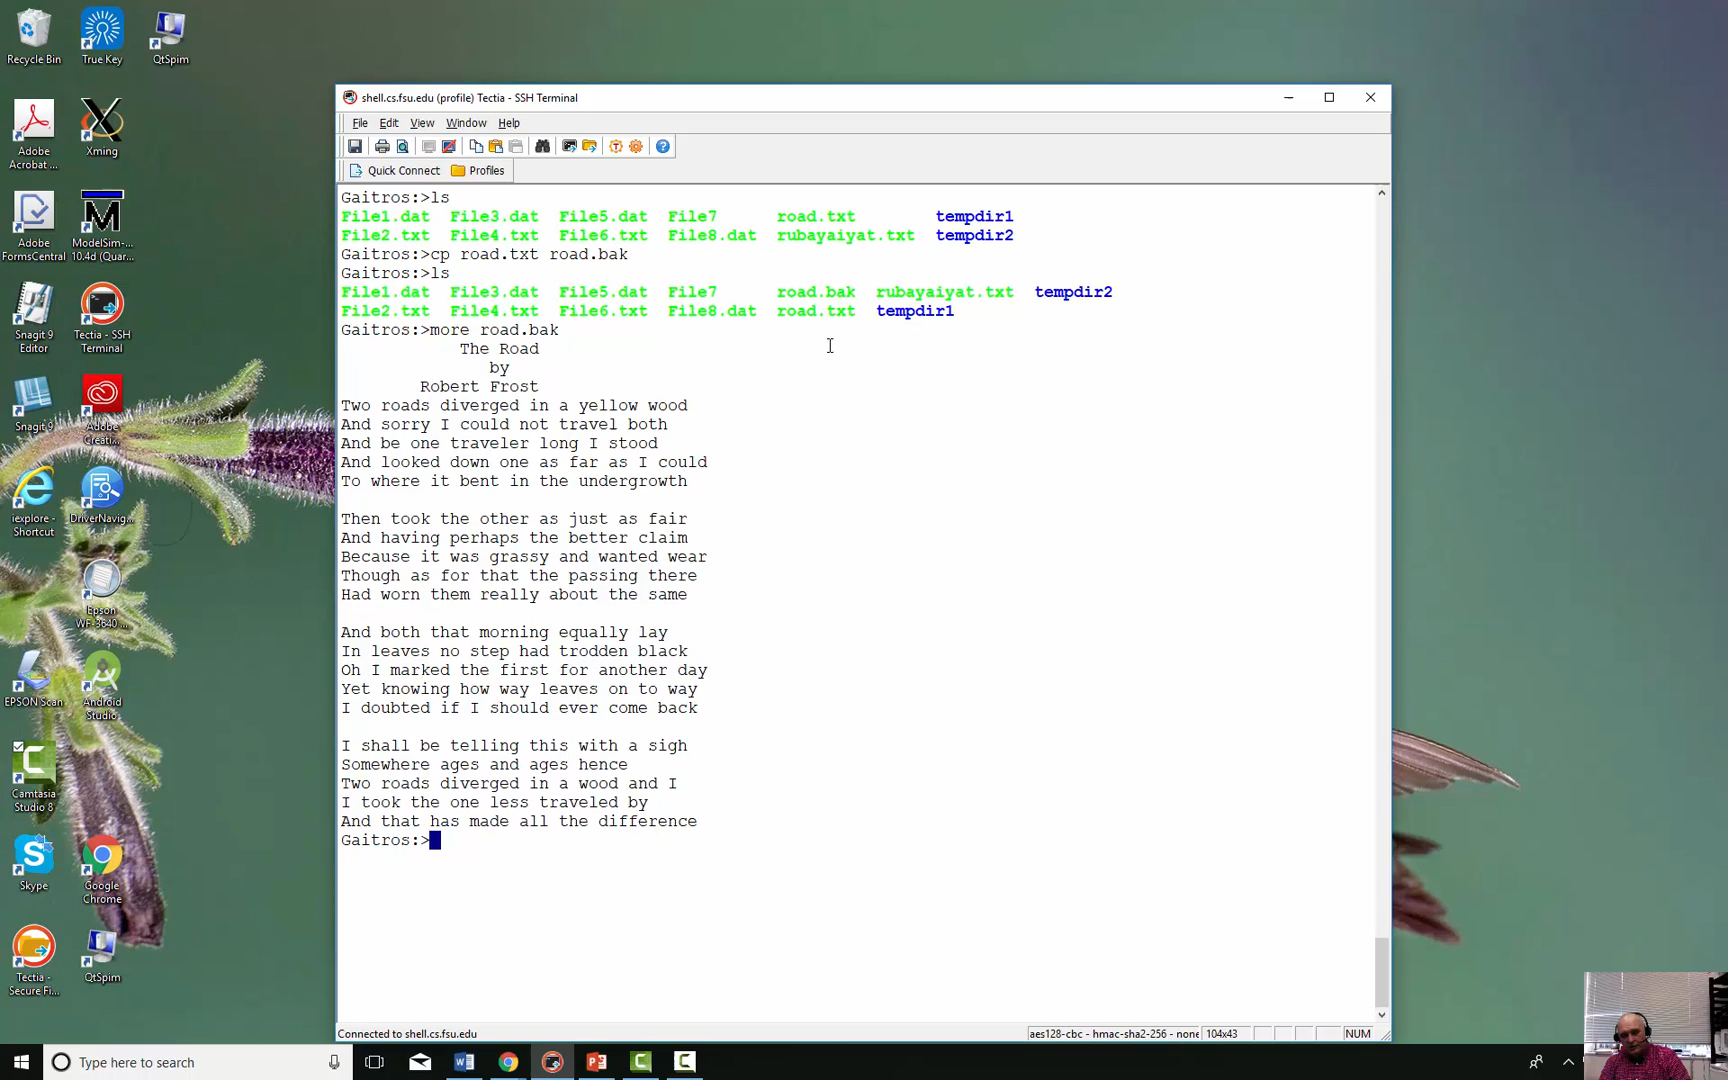 Recycle Bin
True Key
QtSpim
Adobe
Acrobat ...
Xming
Adobe
FormsCentral
ModelSim-...
10.4d (Quar...
Snagit 9
Editor
Tectia - SSH
Terminal
Snagit 9
Adobe
Creati...
iexplore -
Shortcut
DriverNavig...
Epson
WF-3640 ...
EPSON Scan
Android
Studio
Camtasia
Studio 8
Skype
Google
Chrome
Tectia -
Secure Fi...
QtSpim
shell.cs.fsu.edu (profile) Tectia - SSH Terminal
File Edit View Window Help
Quick Connect Profiles
Gaitros:>ls
File1.dat File3.dat File5.dat File7 road.txt tempdir1
File2.txt File4.txt File6.txt File8.dat rubayaiyat.txt tempdir2
Gaitros:>cp road.txt road.bak
Gaitros:>ls
File1.dat File3.dat File5.dat File7 road.bak rubayaiyat.txt tempdir2
File2.txt File4.txt File6.txt File8.dat road.txt tempdir1
Gaitros:>more road.bak
The Road
by
Robert Frost
Two roads diverged in a yellow wood
And sorry I could not travel both
And be one traveler long I stood
And looked down one as far as I could
To where it bent in the undergrowth
Then took the other as just as fair
And having perhaps the better claim
Because it was grassy and wanted wear
Though as for that the passing there
Had worn them really about the same
And both that morning equally lay
In leaves no step had trodden black
Oh I marked the first for another day
Yet knowing how way leaves on to way
I doubted if I should ever come back
I shall be telling this with a sigh
Somewhere ages and ages hence
Two roads diverged in a wood and I
I took the one less traveled by
And that has made all the difference
Gaitros:>
Connected to shell.cs.fsu.edu
aes128-cbc - hmac-sha2-256 - none 104x43 NUM
Type here to search